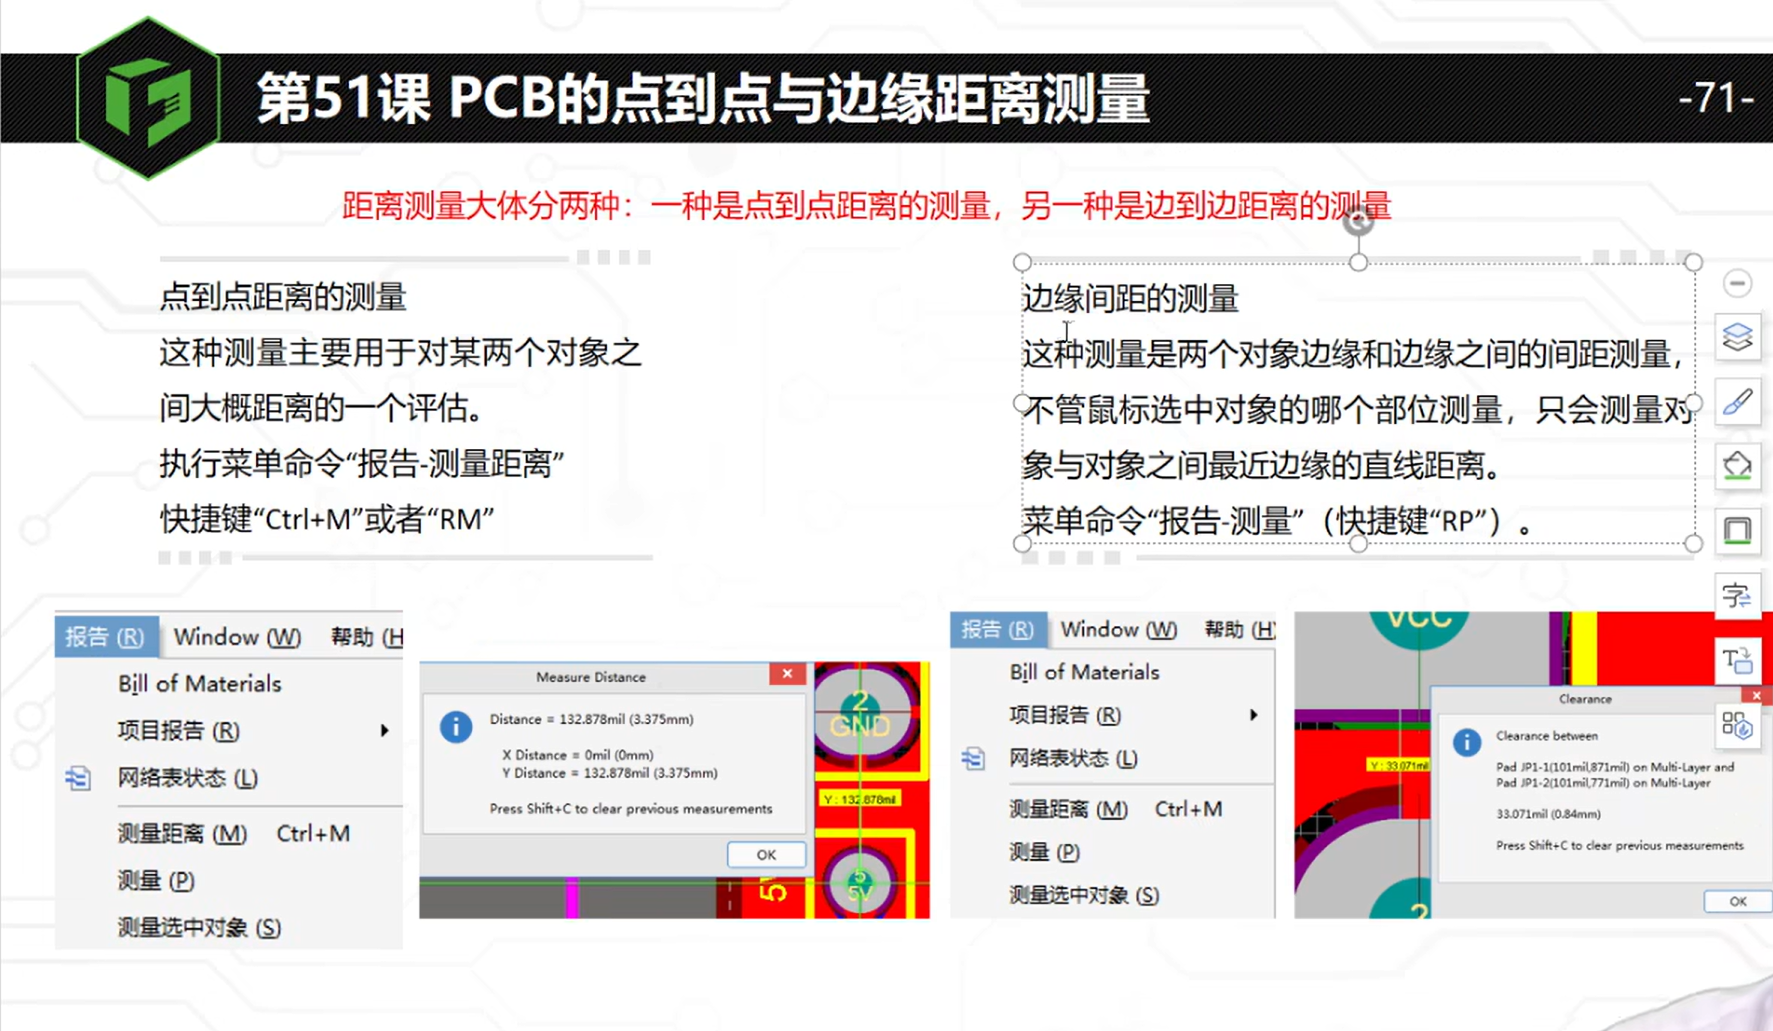 第51课 PCB的点到点与边缘距离测量
-71-
距离测量大体分两种：一种是点到点距离的测量，另一种是边到边距离的测量
点到点距离的测量
这种测量主要用于对某两个对象之
间大概距离的一个评估。
执行菜单命令“报告-测量距离”
快捷键“Ctrl+M”或者“RM”
边缘间距的测量
这种测量是两个对象边缘和边缘之间的间距测量，
不管鼠标选中对象的哪个部位测量，只会测量对
象与对象之间最近边缘的直线距离。
菜单命令“报告-测量”（快捷键“RP”）。
报告 (R) Window (W) 帮助 (H
Bill of Materials
项目报告 (R)
网络表状态 (L)
测量距离 (M) Ctrl+M
测量 (P)
测量选中对象 (S)
Measure Distance
Distance = 132.878mil (3.375mm)
X Distance = 0mil (0mm)
Y Distance = 132.878mil (3.375mm)
Press Shift+C to clear previous measurements
OK
2
GND
Y : 132.878mil
5
5V
5V
报告 (R) Window (W) 帮助 (H)
Bill of Materials
项目报告 (R)
网络表状态 (L)
测量距离 (M) Ctrl+M
测量 (P)
测量选中对象 (S)
VCC
Y : 33.071mil
2
Clearance
Clearance between
Pad JP1-1(101mil,871mil) on Multi-Layer and
Pad JP1-2(101mil,771mil) on Multi-Layer
33.071mil (0.84mm)
Press Shift+C to clear previous measurements
OK
字
T